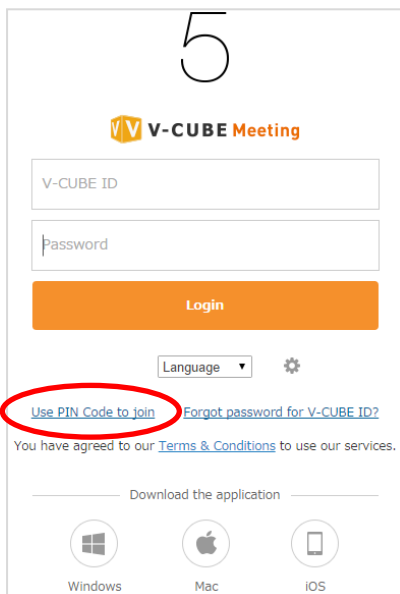 5
V-CUBE Meeting
V-CUBE ID
Password
Login
Language
Use PIN Code to join Forgot password for V-CUBE ID?
You have agreed to our Terms & Conditions to use our services.
Download the application
Windows Mac iOS